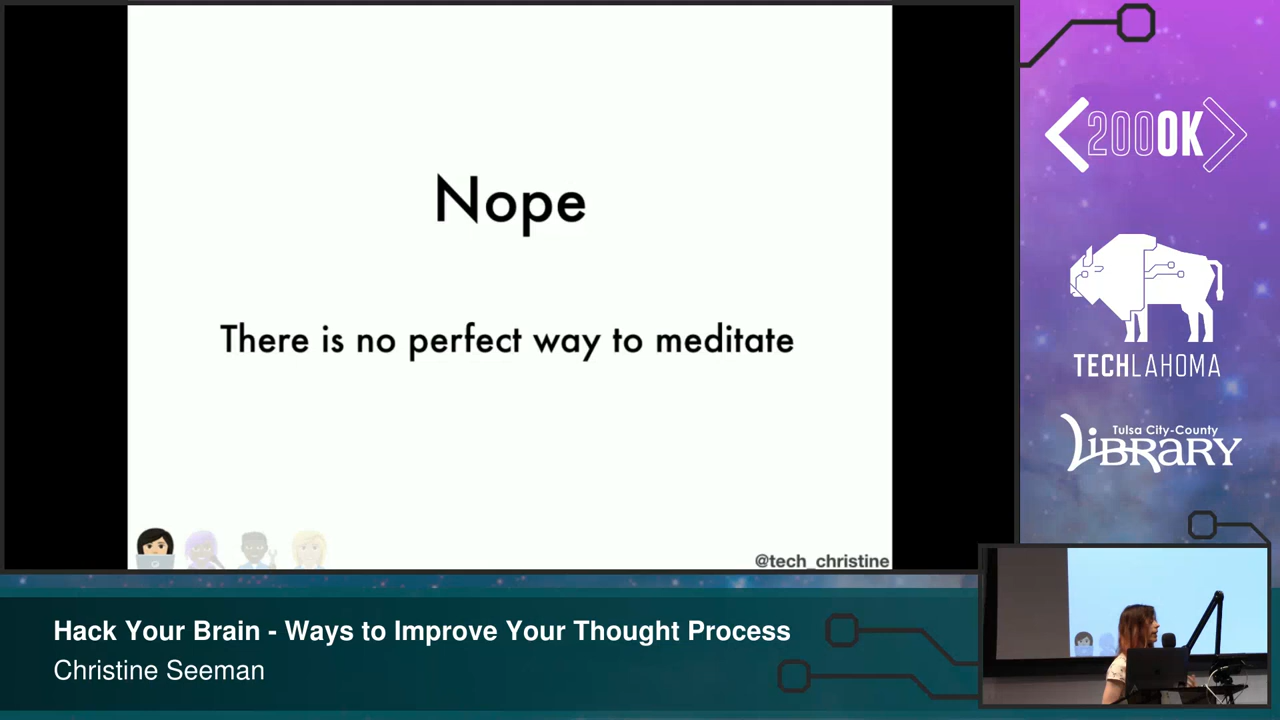 Nope
There is no perfect way to meditate
@tech_christine
200OK
TECHLAHOMA
Tulsa City-County
LIBRARY
Hack Your Brain - Ways to Improve Your Thought Process
Christine Seeman